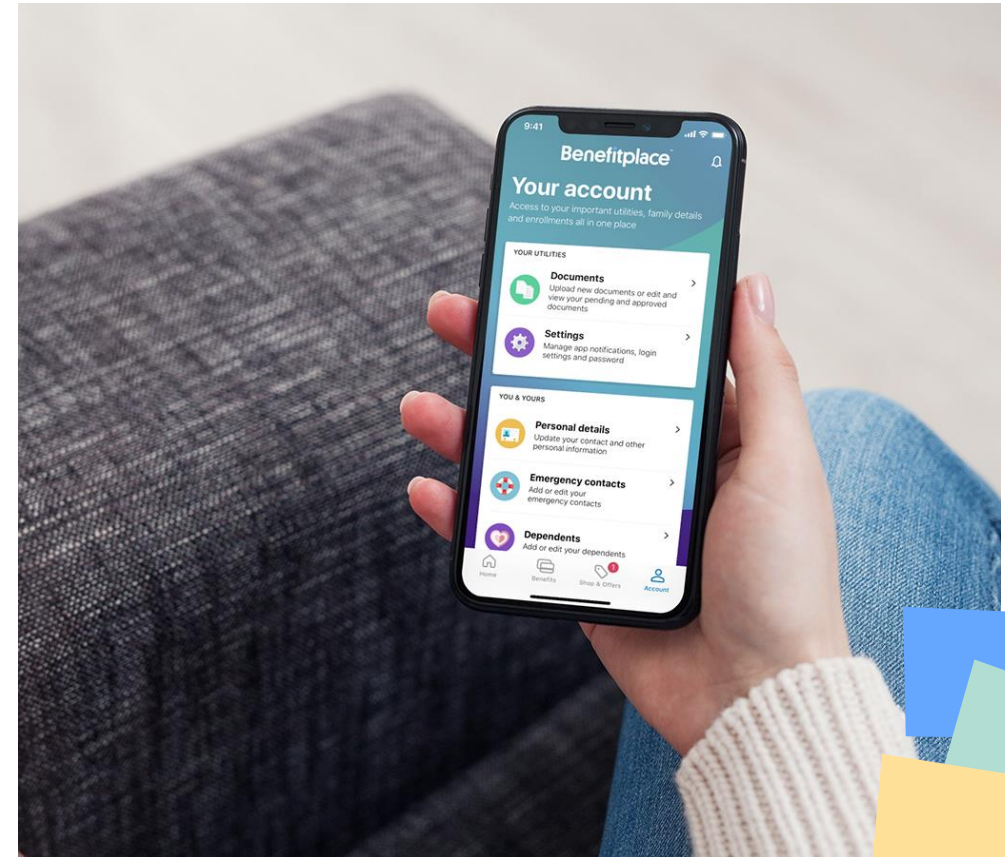 9:41
Benefitplace
Your account
Access to your important utilities, family details
and enrollments all in one place
YOUR UTILITIES
Documents
Upload new documents or edit and
view your pending and approved
documents
Settings
Manage app notifications, login
settings and password
YOU & YOURS
Personal details
Update your contact and other
personal information
Emergency contacts
Add or edit your
emergency contacts
Dependents
Add or edit your dependents
1
Home
Benefits
Shop & Offers
Account